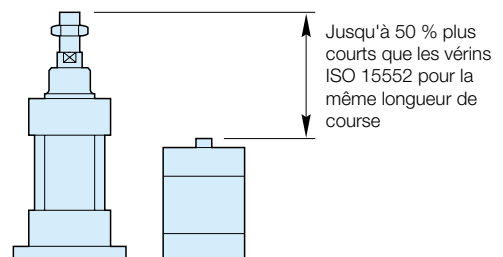 Jusqu'à 50 % plus
courts que les vérins
ISO 15552 pour la
même longueur de
course